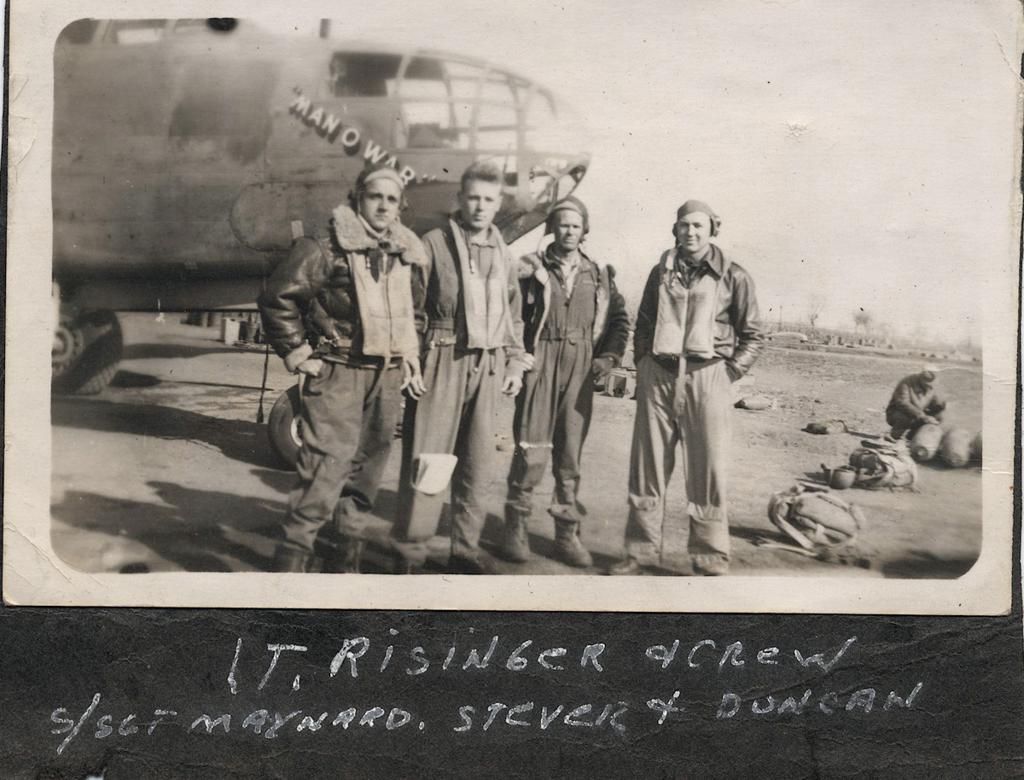 "MAN O WAR"
LT. RISINGER & CREW
S/SGT MAYNARD. STEVER & DUNCAN